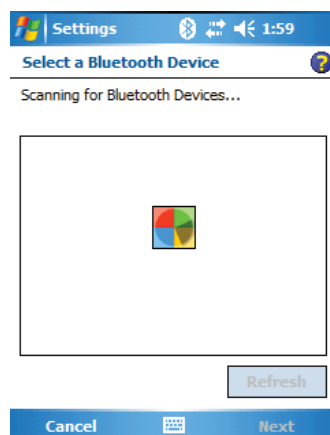 Settings 1:59
Select a Bluetooth Device
Scanning for Bluetooth Devices...
Refresh
Cancel Next